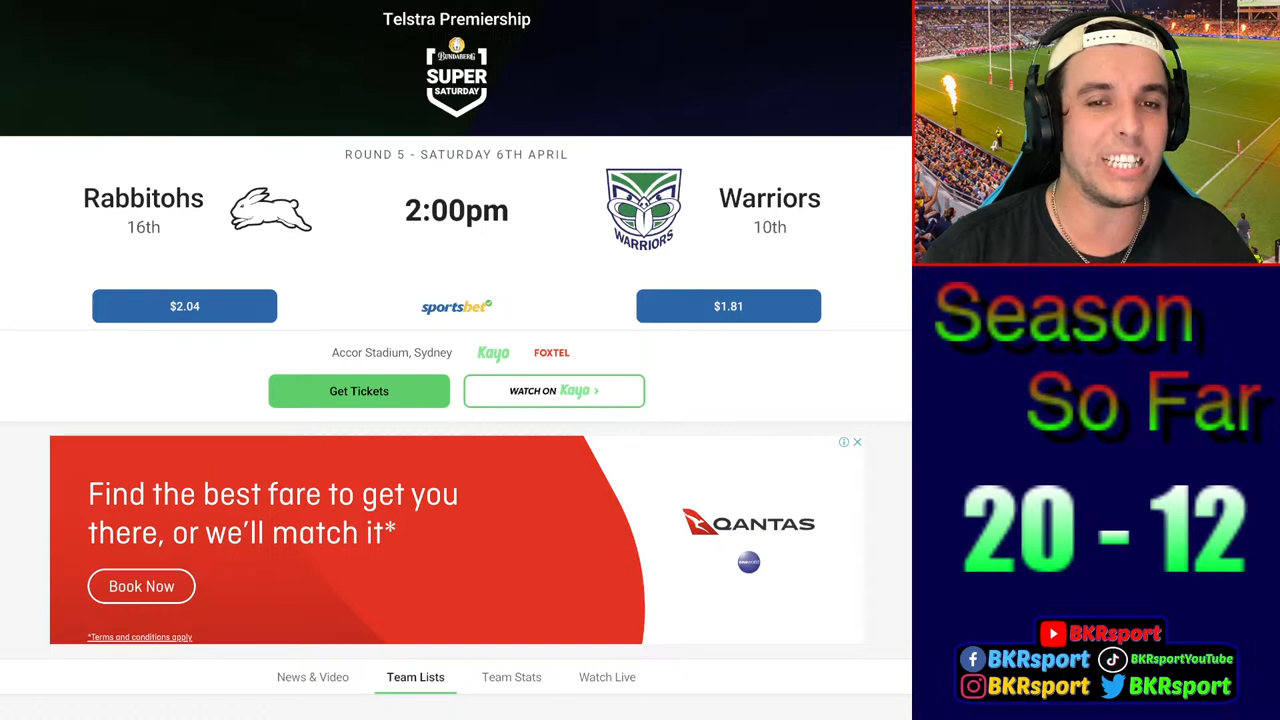 Telstra Premiership
BUNDABERG
SUPER
SATURDAY
ROUND 5 - SATURDAY 6TH APRIL
Rabbitohs
16th
2:00pm
WARRIORS
Warriors
10th
$2.04
sportsbet
$1.81
Accor Stadium, Sydney
Kayo
FOXTEL
Get Tickets
WATCH ON Kayo >
Find the best fare to get you
there, or we'll match it*
Book Now
*Terms and conditions apply
QANTAS
oneworld
News & Video
Team Lists
Team Stats
Watch Live
Season
So Far
20 - 12
BKRsport
BKRsport
BKRsportYouTube
BKRsport
BKRsport